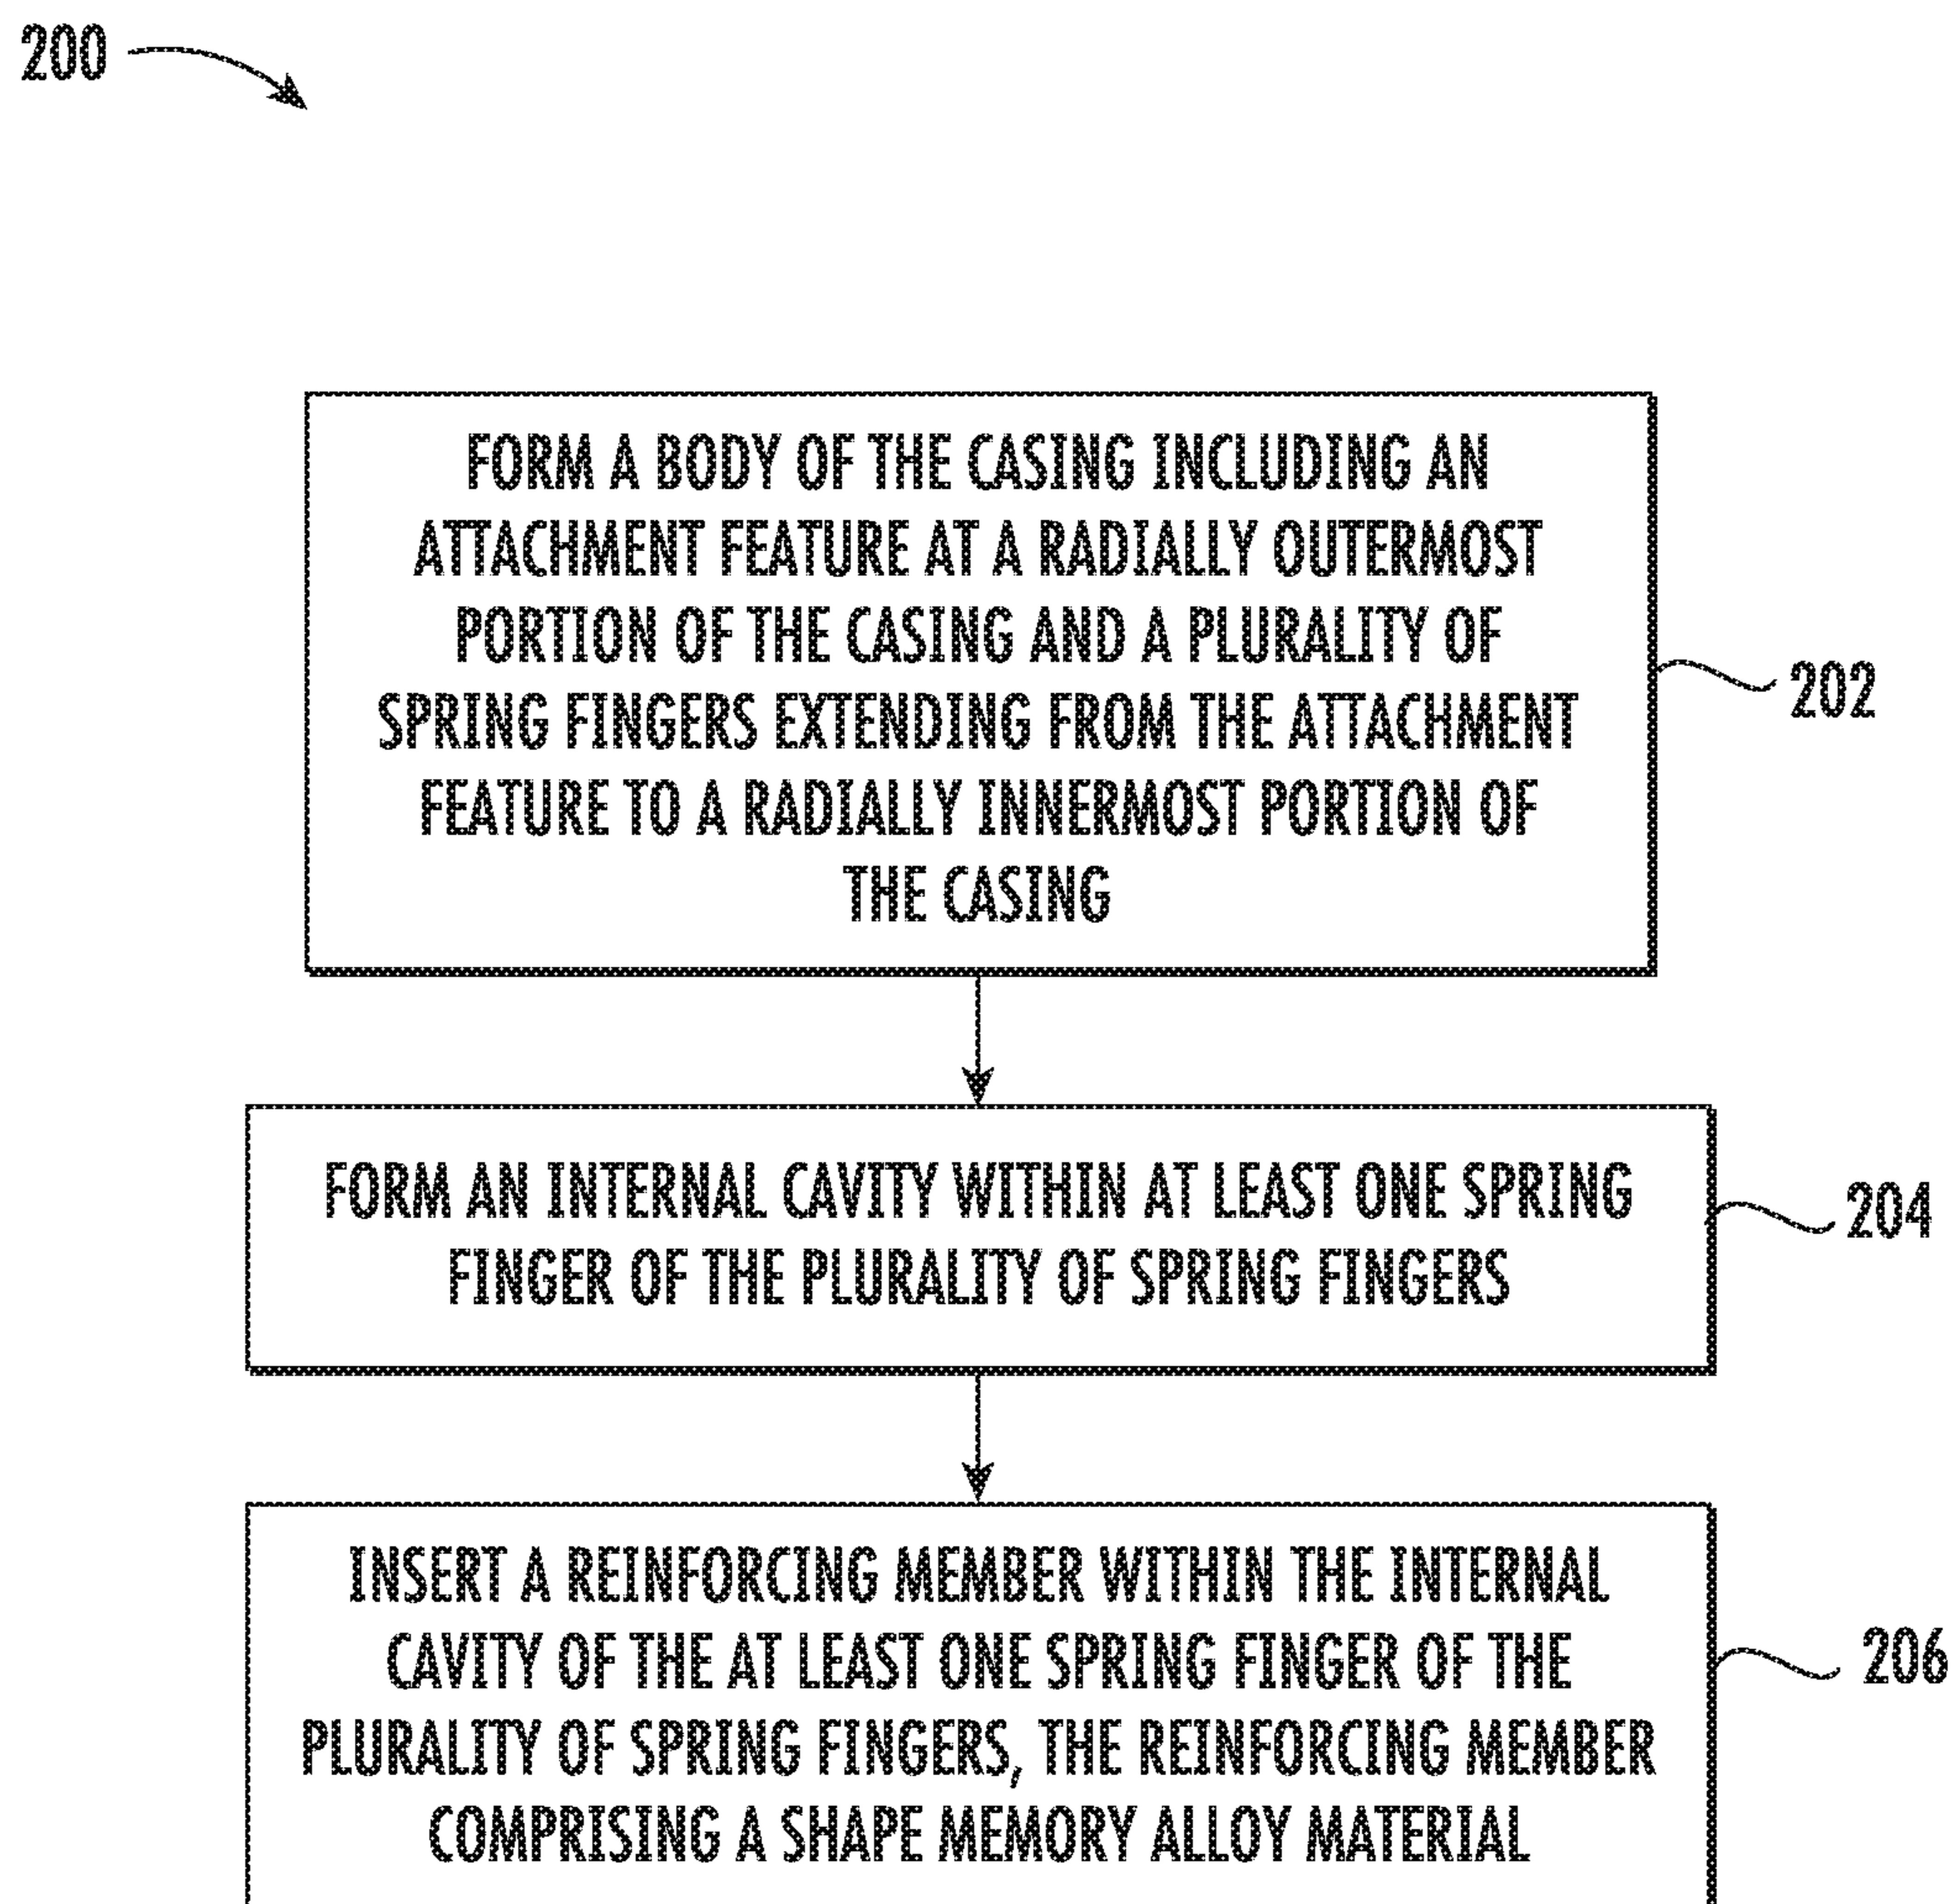 200
FORM A BODY OF THE CASING INCLUDING AN
ATTACHMENT FEATURE AT A RADIALLY OUTERMOST
PORTION OF THE CASING AND A PLURALITY OF
SPRING FINGERS EXTENDING FROM THE ATTACHMENT
FEATURE TO A RADIALLY INNERMOST PORTION OF
THE CASING
202
FORM AN INTERNAL CAVITY WITHIN AT LEAST ONE SPRING
FINGER OF THE PLURALITY OF SPRING FINGERS
204
INSERT A REINFORCING MEMBER WITHIN THE INTERNAL
CAVITY OF THE AT LEAST ONE SPRING FINGER OF THE
PLURALITY OF SPRING FINGERS, THE REINFORCING MEMBER
COMPRISING A SHAPE MEMORY ALLOY MATERIAL
206